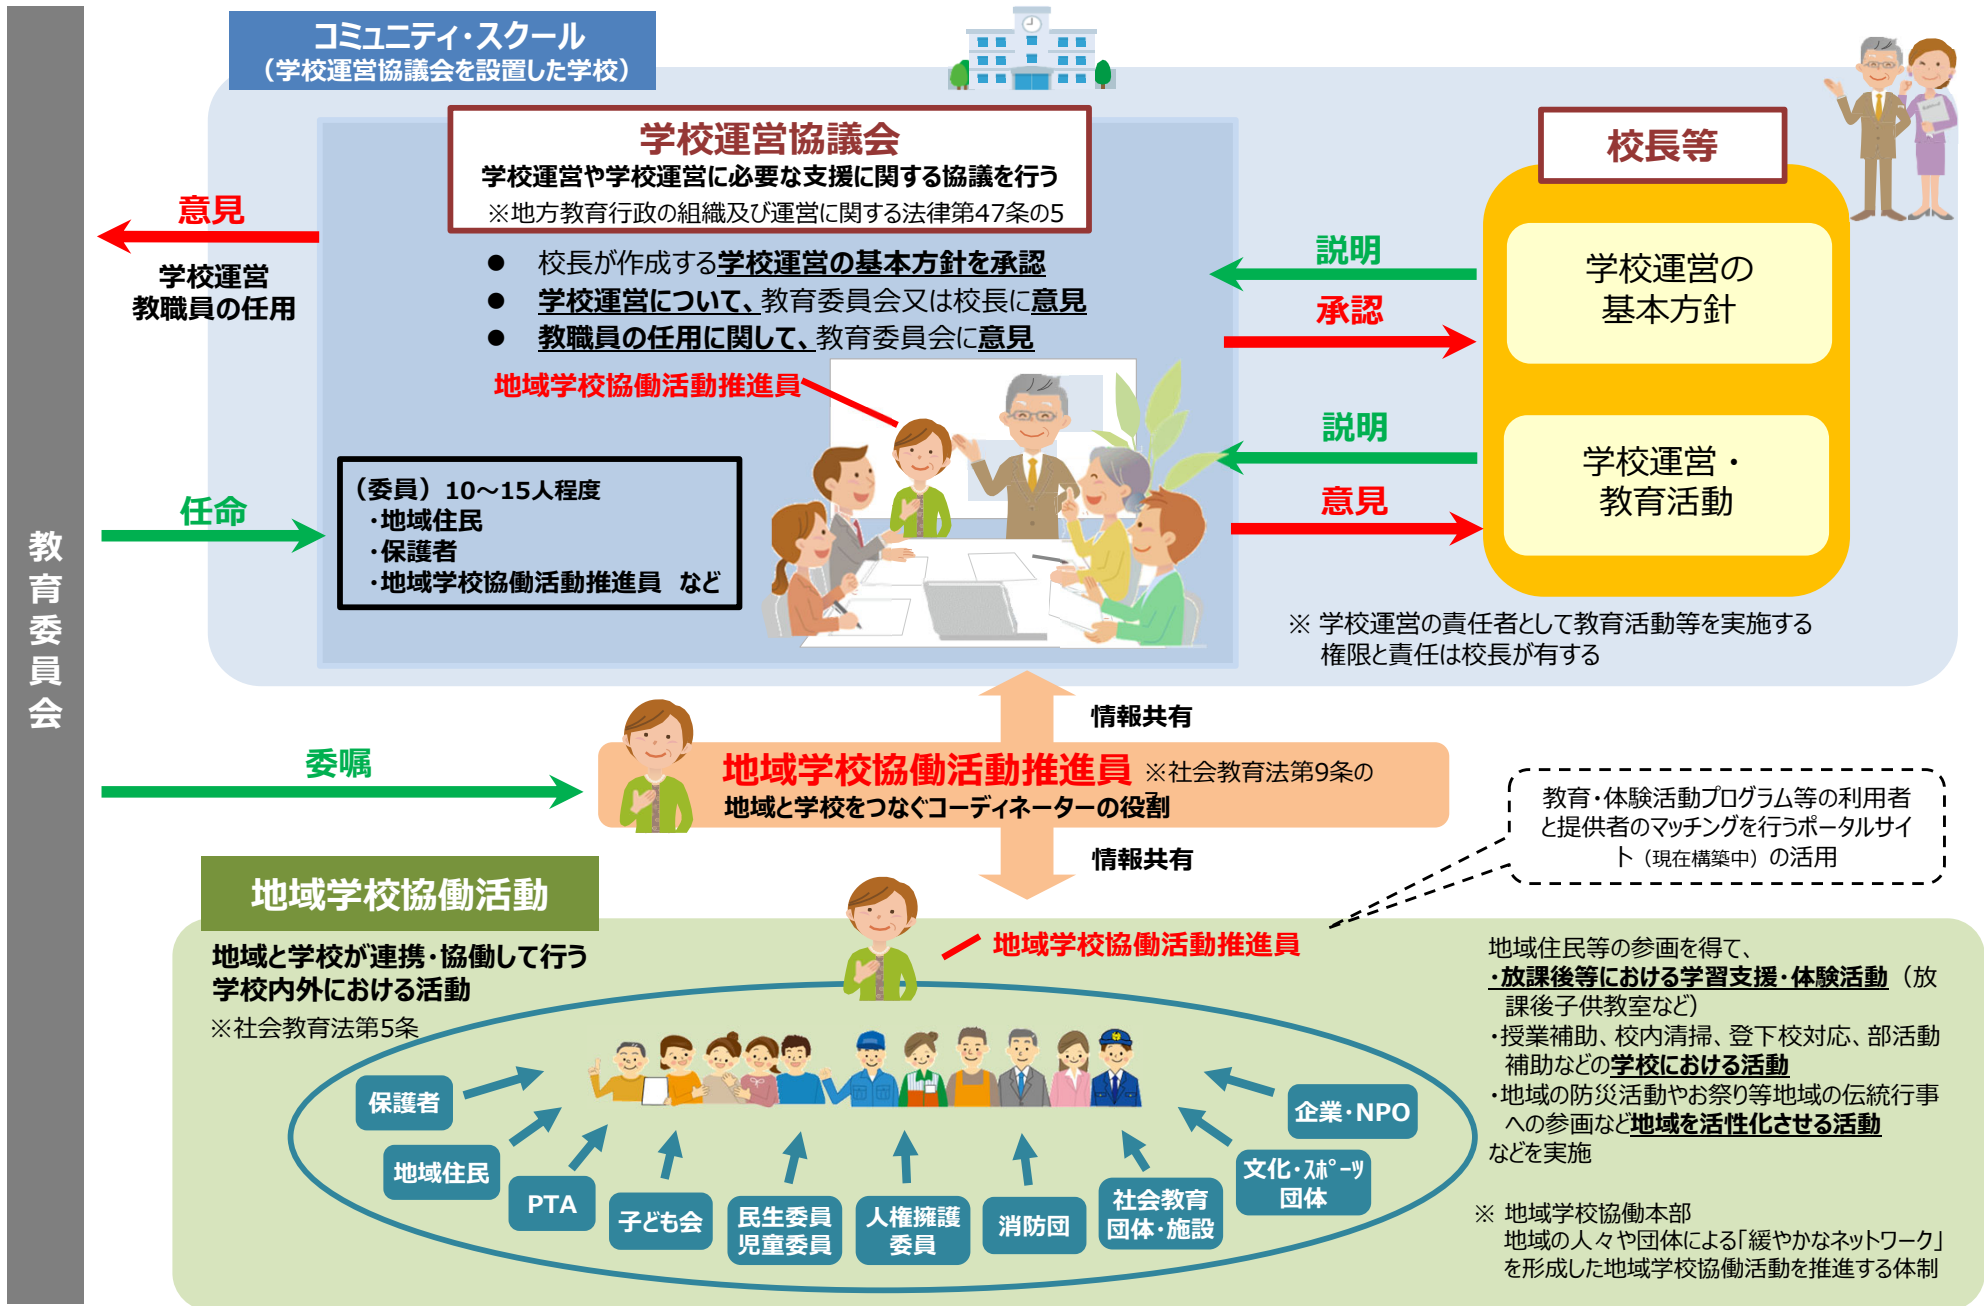 コミュニティ・スクール
（学校運営協議会を設置した学校）
学校運営協議会
学校運営や学校運営に必要な支援に関する協議を行う
※地方教育行政の組織及び運営に関する法律第47条の5
● 校長が作成する学校運営の基本方針を承認
● 学校運営について、教育委員会又は校長に意見
● 教職員の任用に関して、教育委員会に意見
地域学校協働活動推進員
（委員）10～15人程度
・地域住民
・保護者
・地域学校協働活動推進員 など
教育委員会
意見
学校運営
教職員の任用
任命
説明
承認
説明
意見
校長等
学校運営の
基本方針
学校運営・
教育活動
※ 学校運営の責任者として教育活動等を実施する
権限と責任は校長が有する
情報共有
委嘱
地域学校協働活動推進員 ※社会教育法第9条の
地域と学校をつなぐコーディネーターの役割
情報共有
教育・体験活動プログラム等の利用者
と提供者のマッチングを行うポータルサイ
ト（現在構築中）の活用
地域学校協働活動
地域と学校が連携・協働して行う
学校内外における活動
※社会教育法第5条
地域学校協働活動推進員
保護者
地域住民
PTA
子ども会
民生委員
児童委員
人権擁護
委員
消防団
社会教育
団体・施設
文化・ｽﾎﾟｰﾂ
団体
企業・NPO
地域住民等の参画を得て、
・放課後等における学習支援・体験活動（放
課後子供教室など）
・授業補助、校内清掃、登下校対応、部活動
補助などの学校における活動
・地域の防災活動やお祭り等地域の伝統行事
への参画など地域を活性化させる活動
などを実施
※ 地域学校協働本部
地域の人々や団体による「緩やかなネットワーク」
を形成した地域学校協働活動を推進する体制